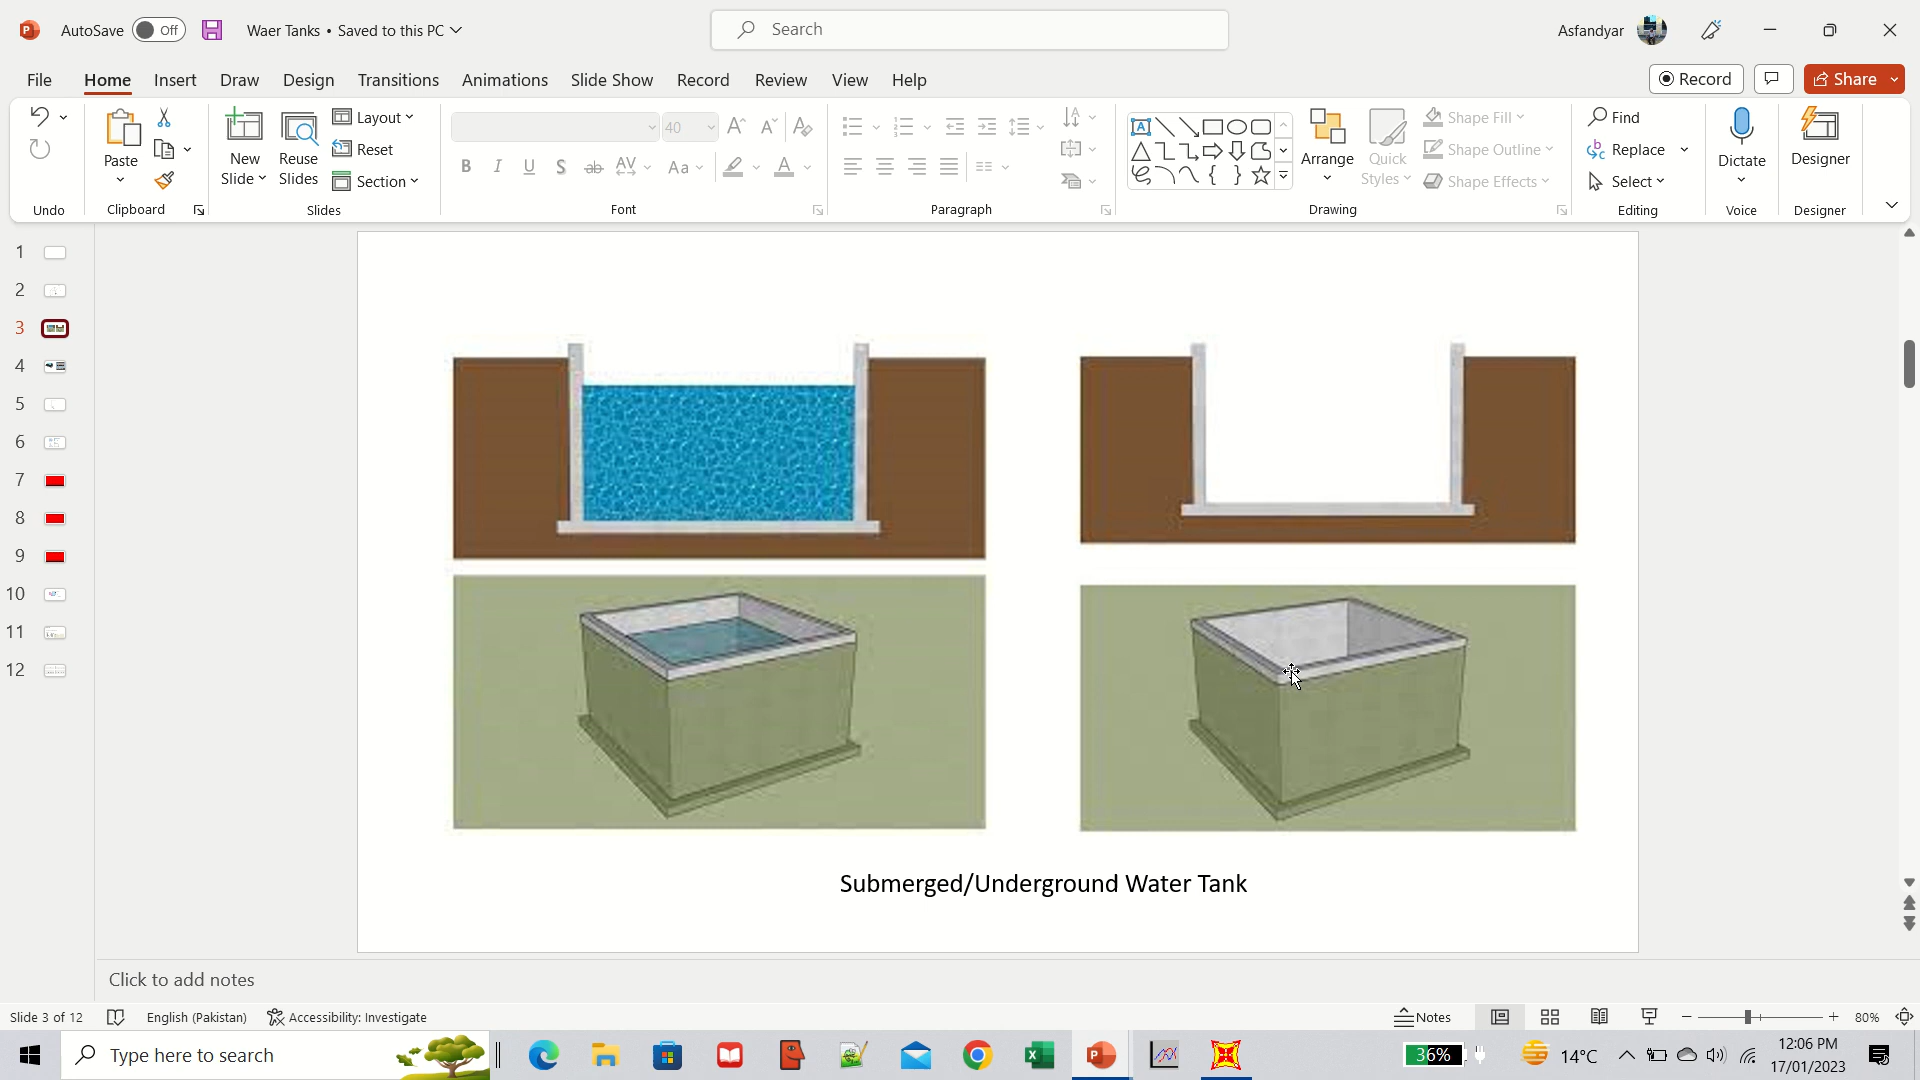 AutoSave Off Waer Tanks • Saved to this PC Search Asfandyar
File Home Insert Draw Design Transitions Animations Slide Show Record Review View Help Record Share
Paste
New Slide
Reuse Slides
Layout
Reset
Section
40
B I U S ab AV Aa A
Arrange
Quick Styles
Shape Fill
Shape Outline
Shape Effects
Find
Replace
Select
Dictate
Designer
Undo Clipboard Slides Font Paragraph Drawing Editing Voice Designer
1
2
3
4
5
6
7
8
9
10
11
12
Submerged/Underground Water Tank
Click to add notes
Slide 3 of 12 English (Pakistan) Accessibility: Investigate Notes 80%
Type here to search 36% 14°C 12:06 PM
17/01/2023